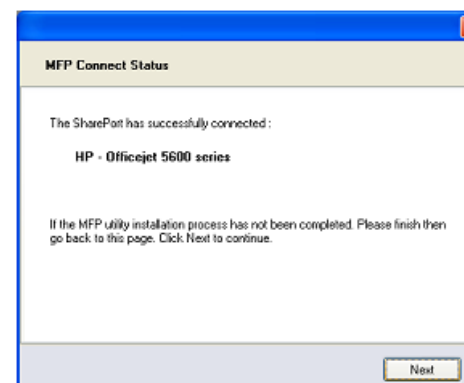 MFP Connect Status
The SharePort has successfully connected :
HP - Officejet 5600 series
If the MFP utility installation process has not been completed. Please finish then
go back to this page. Click Next to continue.
Next